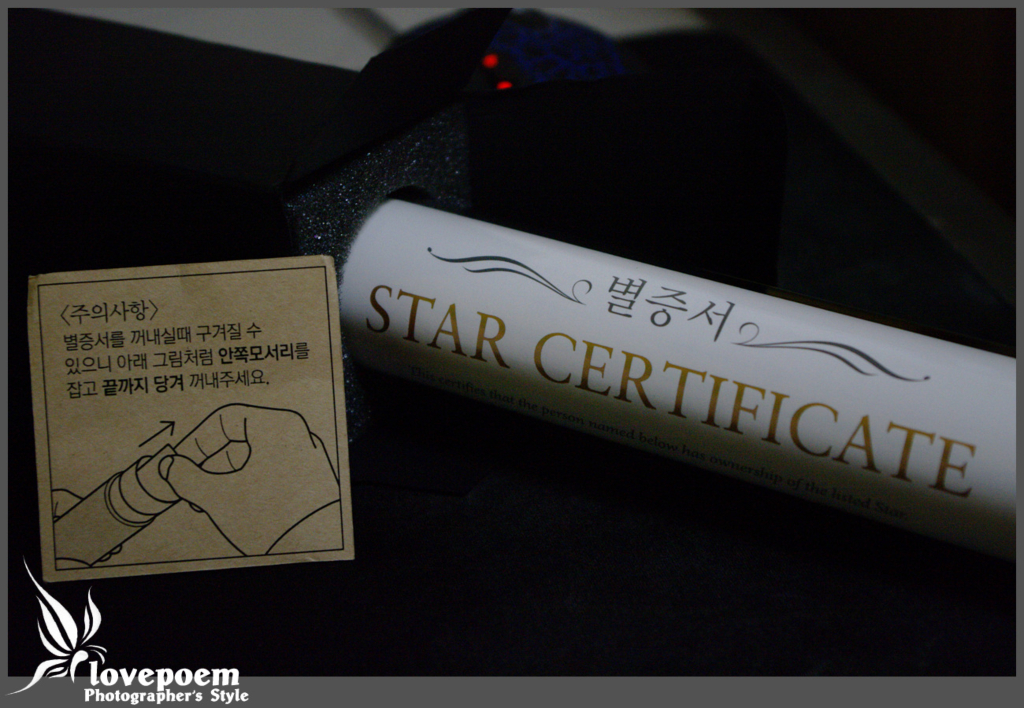 <주의사항>
별증서를 꺼내실때 구겨질 수
있으니 아래 그림처럼 안쪽모서리를
잡고 끝까지 당겨 꺼내주세요.
별증서
STAR CERTIFICATE
This certifies that the person named below has ownership of the listed Star
lovepoem
Photographer's Style